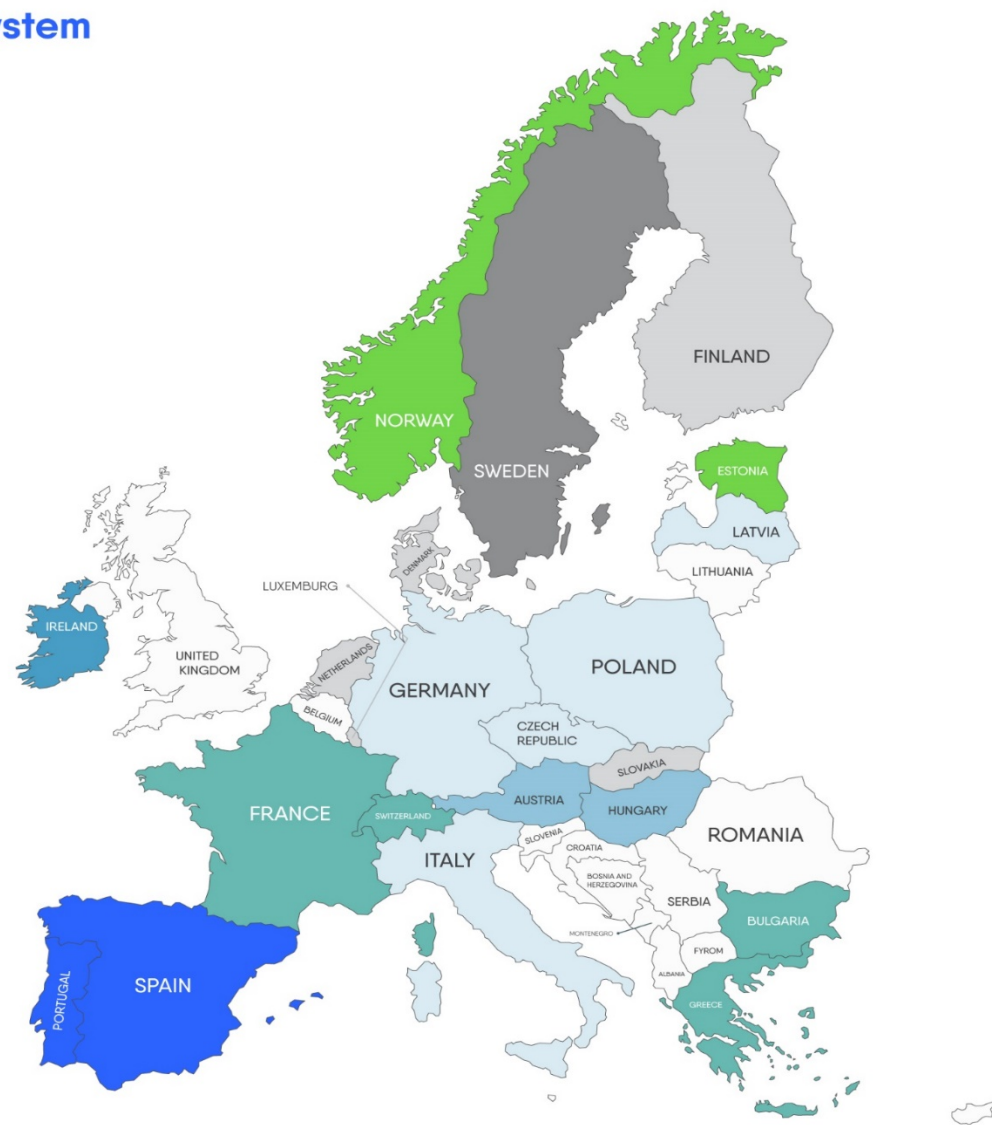 ystem
FINLAND
NORWAY
SWEDEN
ESTONIA
LATVIA
LITHUANIA
DENMARK
LUXEMBURG
IRELAND
UNITED
KINGDOM
NETHERLANDS
POLAND
GERMANY
BELGIUM
CZECH
REPUBLIC
SLOVAKIA
AUSTRIA
HUNGARY
FRANCE
SWITZERLAND
ROMANIA
SLOVENIA
ITALY
CROATIA
BOSNIA AND
HERZEGOVINA
SERBIA
BULGARIA
MONTENEGRO
FYROM
ALBANIA
SPAIN
PORTUGAL
GREECE